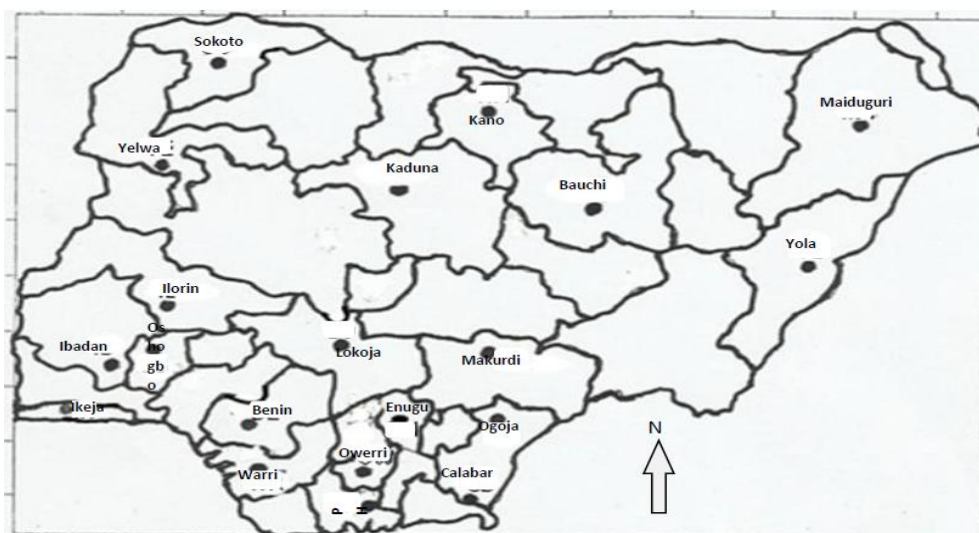 Sokoto
Maiduguri
Kano
Yelwa
Kaduna
Bauchi
Yola
Ilorin
Os
ho
gb
o
Ibadan
Lokoja
Makurdi
Ikeja
Benin
Enugu
Ogoja
N
Owerri
Warri
Calabar
P H